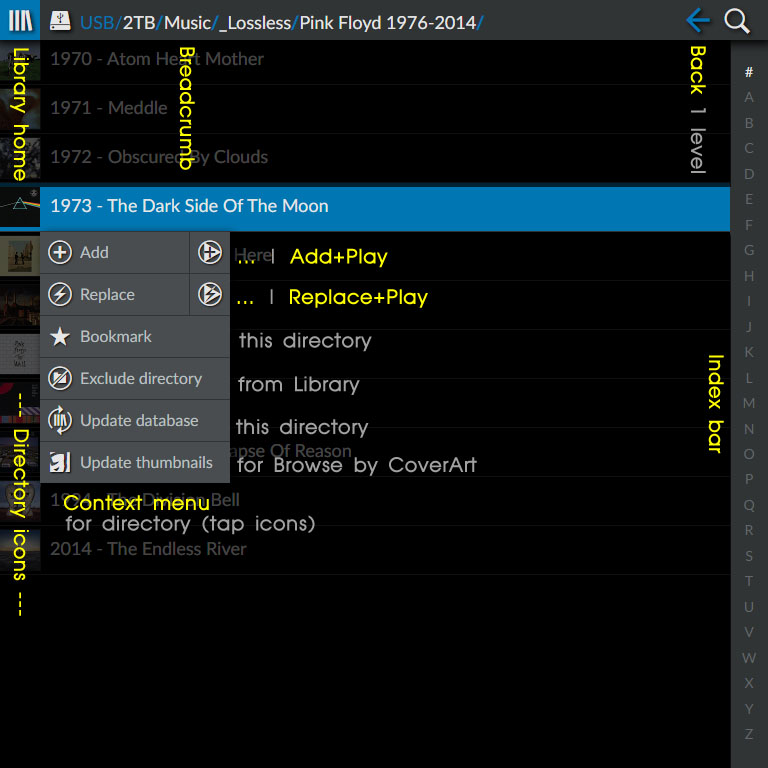 USB/2TB/Music/_Lossless/Pink Floyd 1976-2014/
Library home
Breadcrumb
Back 1 level
1970 - Atom Heart Mother
1971 - Meddle
1972 - Obscured By Clouds
1973 - The Dark Side Of The Moon
Add
Here
... | Add+Play
Replace
... | Replace+Play
Bookmark
this directory
Exclude directory
from Library
Update database
this directory
Update thumbnails
for Browse by CoverArt
Of Reason
The Division Bell
Context menu
for directory (tap icons)
2014 - The Endless River
--- Directory icons ----
Index bar
#
A
B
C
D
E
F
G
H
I
J
K
L
M
N
O
P
Q
R
S
T
U
V
W
X
Y
Z